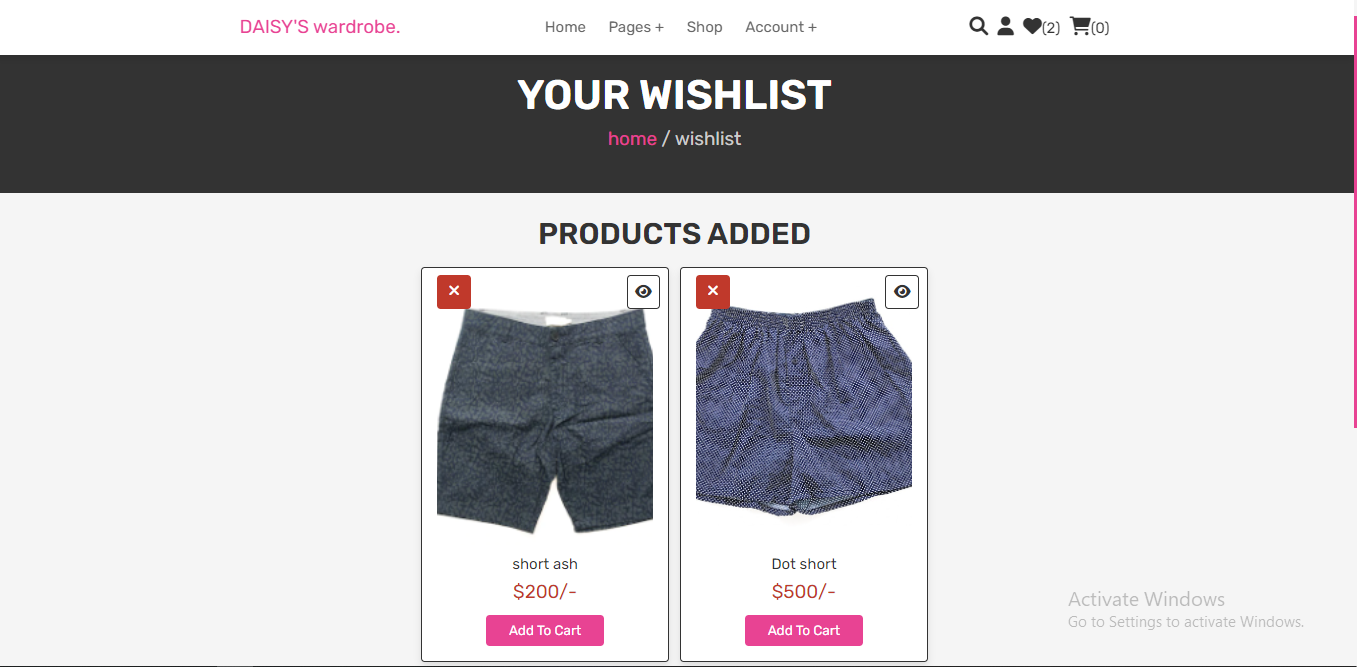 DAISY'S wardrobe. Home Pages + Shop Account + (2) (0)
YOUR WISHLIST
home / wishlist
PRODUCTS ADDED
short ash
$200/-
Add To Cart
Dot short
$500/-
Add To Cart
Activate Windows
Go to Settings to activate Windows.